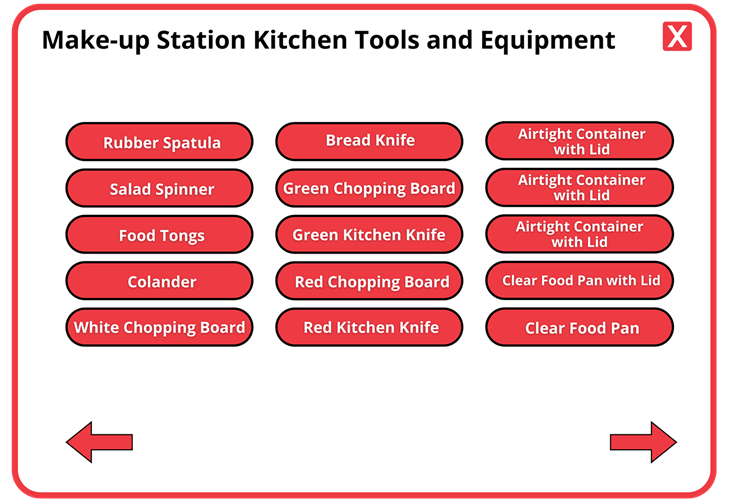 Make-up Station Kitchen Tools and Equipment
X
Rubber Spatula
Salad Spinner
Food Tongs
Colander
White Chopping Board
Bread Knife
Green Chopping Board
Green Kitchen Knife
Red Chopping Board
Red Kitchen Knife
Airtight Container
with Lid
Airtight Container
with Lid
Airtight Container
with Lid
Clear Food Pan with Lid
Clear Food Pan